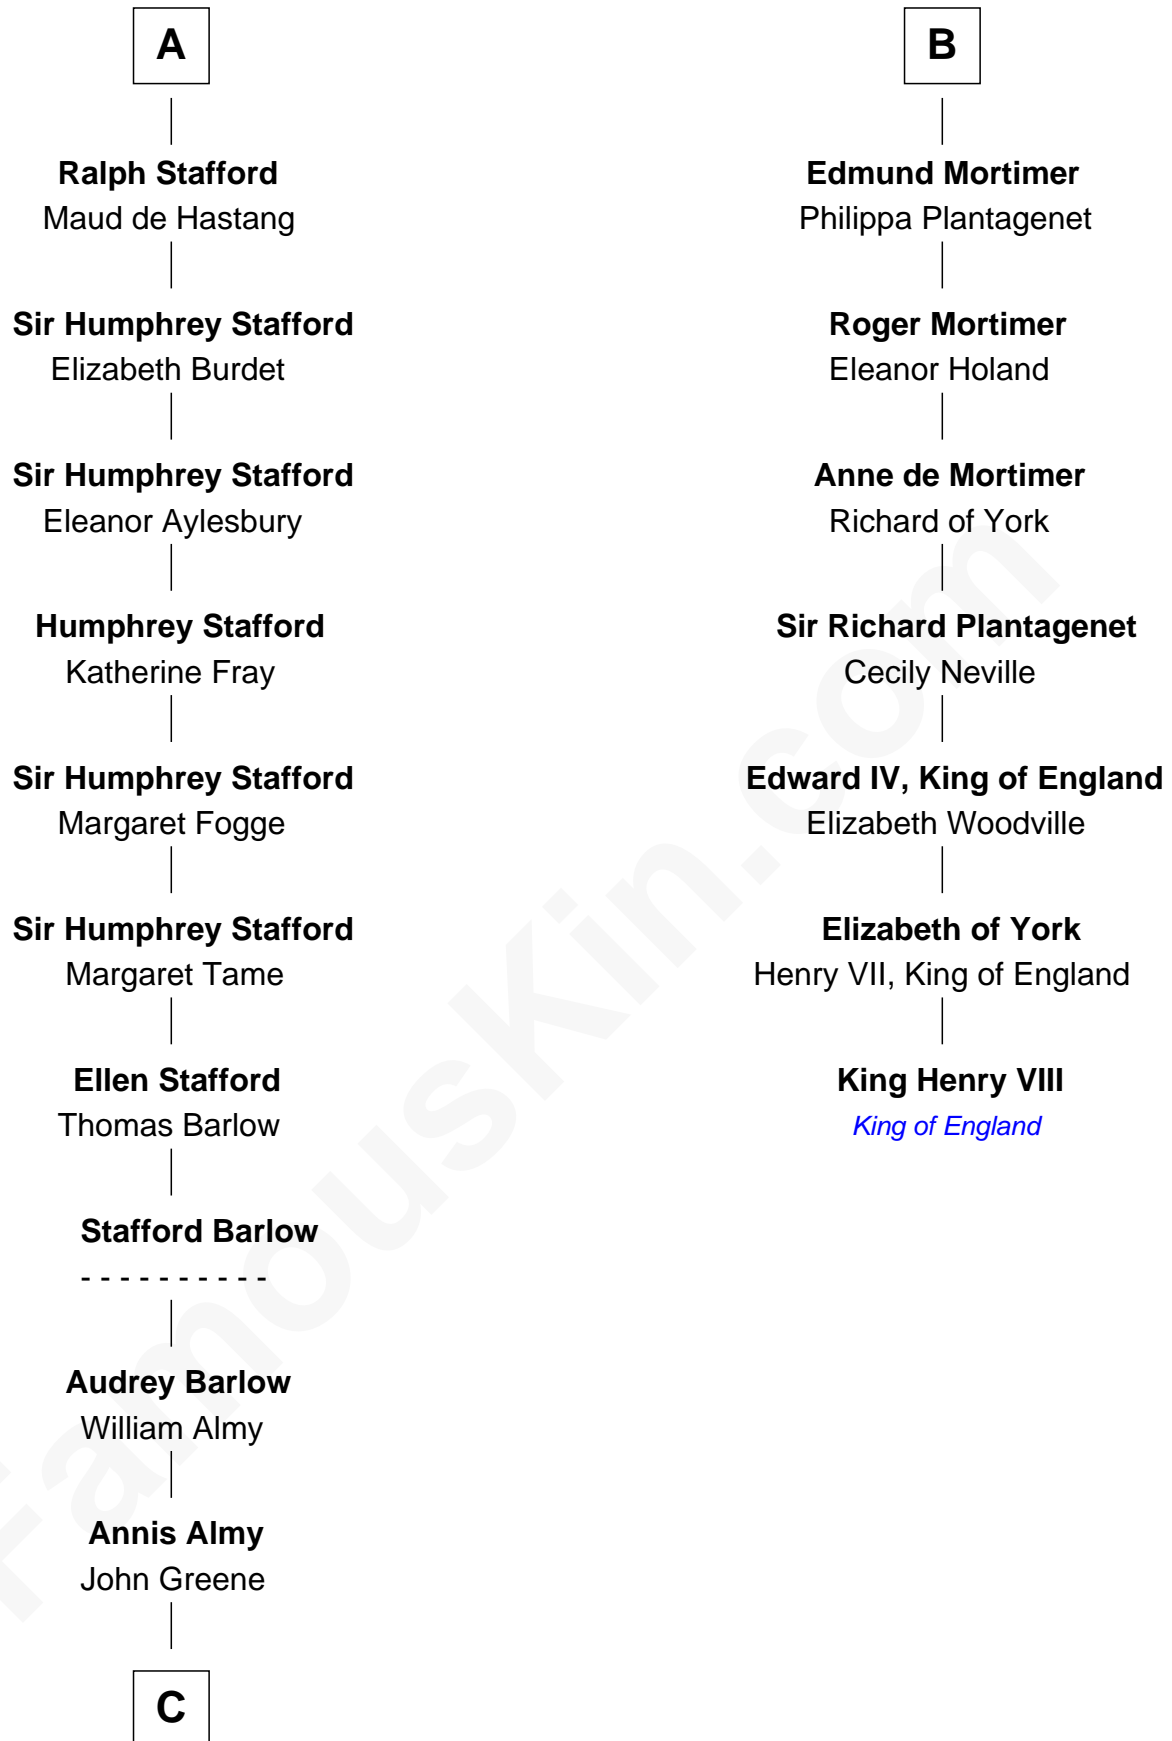 A
Ralph Stafford
Maud de Hastang
Sir Humphrey Stafford
Elizabeth Burdet
Sir Humphrey Stafford
Eleanor Aylesbury
Humphrey Stafford
Katherine Fray
Sir Humphrey Stafford
Margaret Fogge
Sir Humphrey Stafford
Margaret Tame
Ellen Stafford
Thomas Barlow
Stafford Barlow
- - - - - - - - - -
Audrey Barlow
William Almy
Annis Almy
John Greene
C
B
Edmund Mortimer
Philippa Plantagenet
Roger Mortimer
Eleanor Holand
Anne de Mortimer
Richard of York
Sir Richard Plantagenet
Cecily Neville
Edward IV, King of England
Elizabeth Woodville
Elizabeth of York
Henry VII, King of England
King Henry VIII
King of England
FamousKin.com